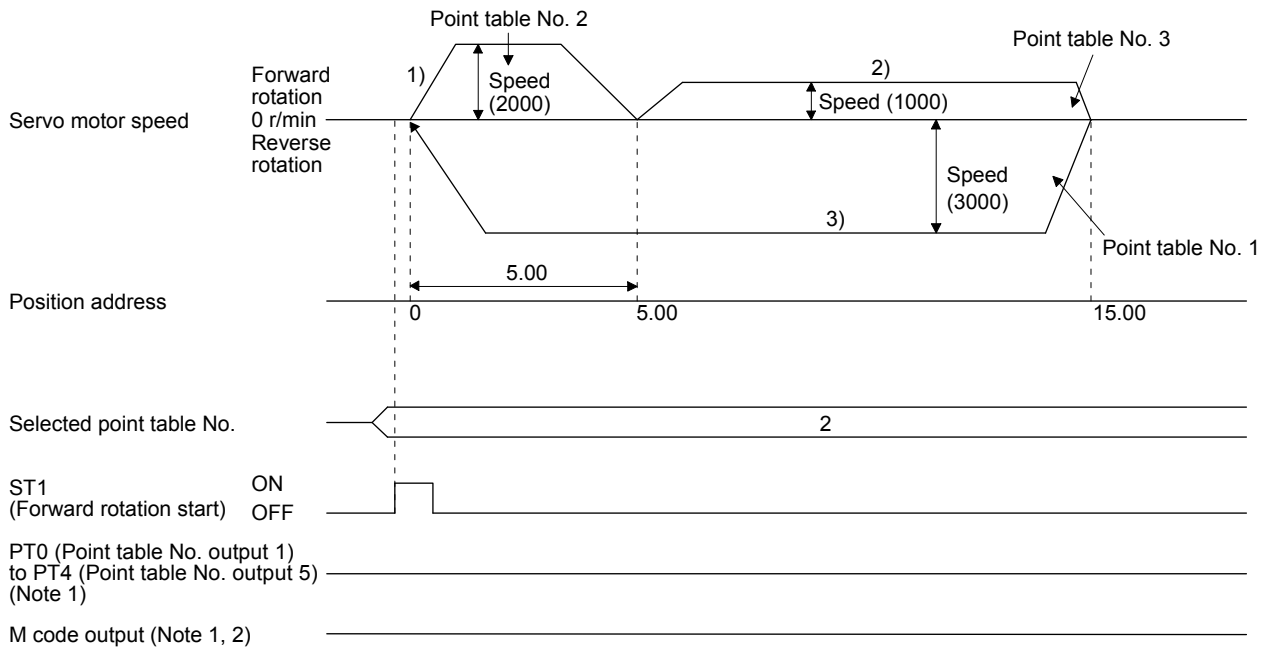 Point table No. 2
Point table No. 3
Servo motor speed
Forward
rotation
0 r/min
Reverse
rotation
1)
Speed
(2000)
2)
Speed (1000)
Speed
(3000)
3)
Point table No. 1
5.00
Position address
0
5.00
15.00
Selected point table No.
2
ST1
(Forward rotation start)
ON
OFF
PT0 (Point table No. output 1)
to PT4 (Point table No. output 5)
(Note 1)
M code output (Note 1, 2)